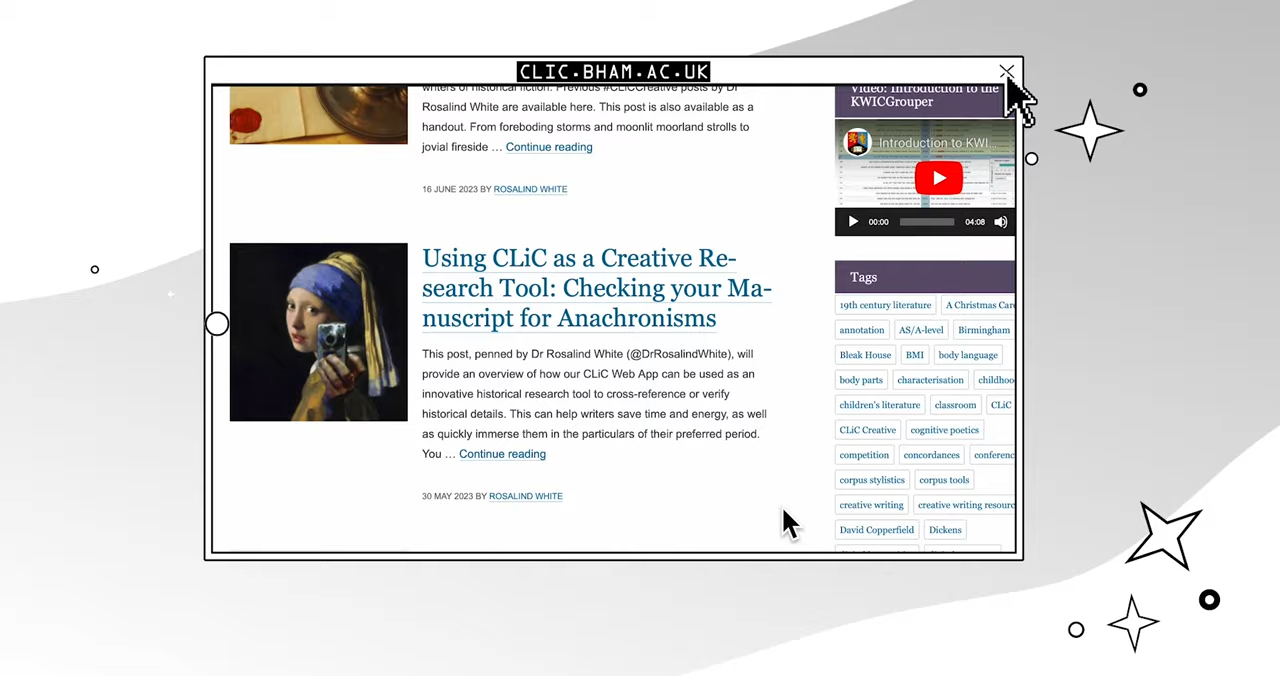 CLIC.BHAM.AC.UK
writers of historical fiction. Previous #CLiCCreative posts by Dr
Rosalind White are available here. This post is also available as a
handout. From foreboding storms and moonlit moorland strolls to
jovial fireside … Continue reading
16 JUNE 2023 BY ROSALIND WHITE
Using CLiC as a Creative Re-
search Tool: Checking your Ma-
nuscript for Anachronisms
This post, penned by Dr Rosalind White (@DrRosalindWhite), will
provide an overview of how our CLiC Web App can be used as an
innovative historical research tool to cross-reference or verify
historical details. This can help writers save time and energy, as well
as quickly immerse them in the particulars of their preferred period.
You … Continue reading
30 MAY 2023 BY ROSALIND WHITE
Video: Introduction to the
KWICGrouper
Introduction to KWI...
00:00 04:08
Tags
19th century literature A Christmas Car
annotation AS/A-level Birmingham
Bleak House BMI body language
body parts characterisation childhoo
children's literature classroom CLiC
CLiC Creative cognitive poetics
competition concordances conferenc
corpus stylistics corpus tools
creative writing creative writing resourc
David Copperfield Dickens